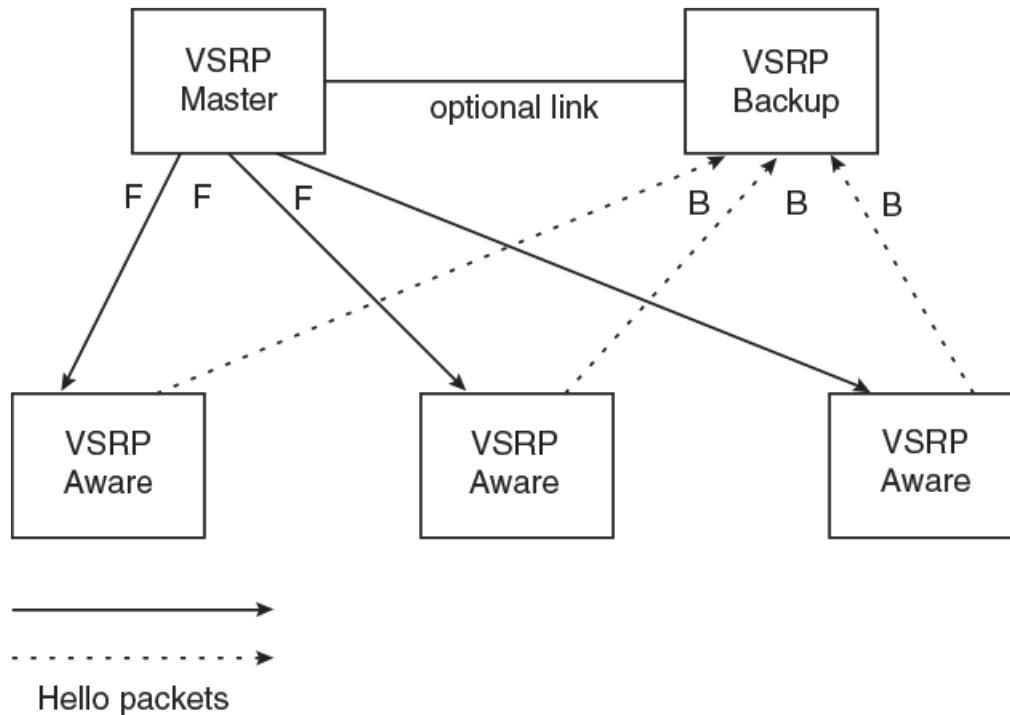 VSRP
Master
optional link
VSRP
Backup
F
F
F
B
B
B
VSRP
Aware
VSRP
Aware
VSRP
Aware
Hello packets